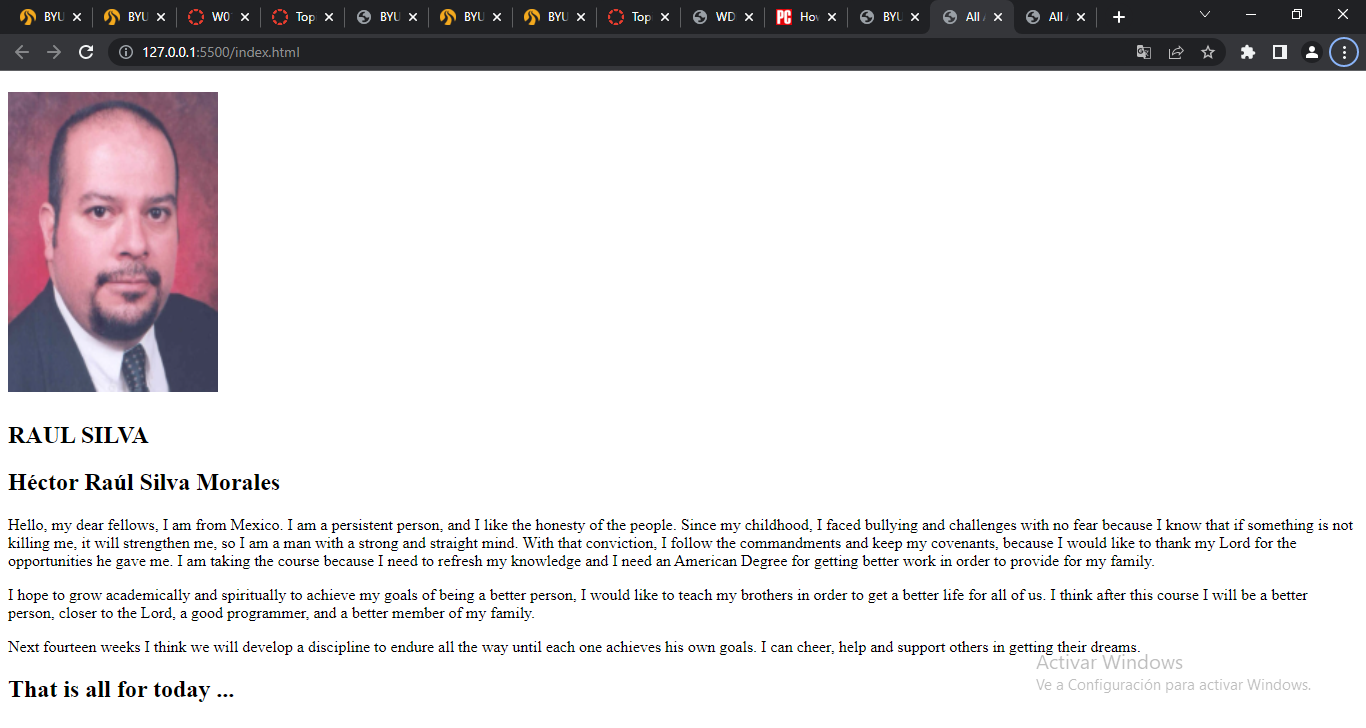 BYU BYU W0 Top BYU BYU BYU Top WD PC Hov BYU All All
127.0.0.1:5500/index.html
RAUL SILVA
Héctor Raúl Silva Morales
Hello, my dear fellows, I am from Mexico. I am a persistent person, and I like the honesty of the people. Since my childhood, I faced bullying and challenges with no fear because I know that if something is not
killing me, it will strengthen me, so I am a man with a strong and straight mind. With that conviction, I follow the commandments and keep my covenants, because I would like to thank my Lord for the
opportunities he gave me. I am taking the course because I need to refresh my knowledge and I need an American Degree for getting better work in order to provide for my family.
I hope to grow academically and spiritually to achieve my goals of being a better person, I would like to teach my brothers in order to get a better life for all of us. I think after this course I will be a better
person, closer to the Lord, a good programmer, and a better member of my family.
Next fourteen weeks I think we will develop a discipline to endure all the way until each one achieves his own goals. I can cheer, help and support others in getting their dreams.
Activar Windows
Ve a Configuración para activar Windows.
That is all for today ...